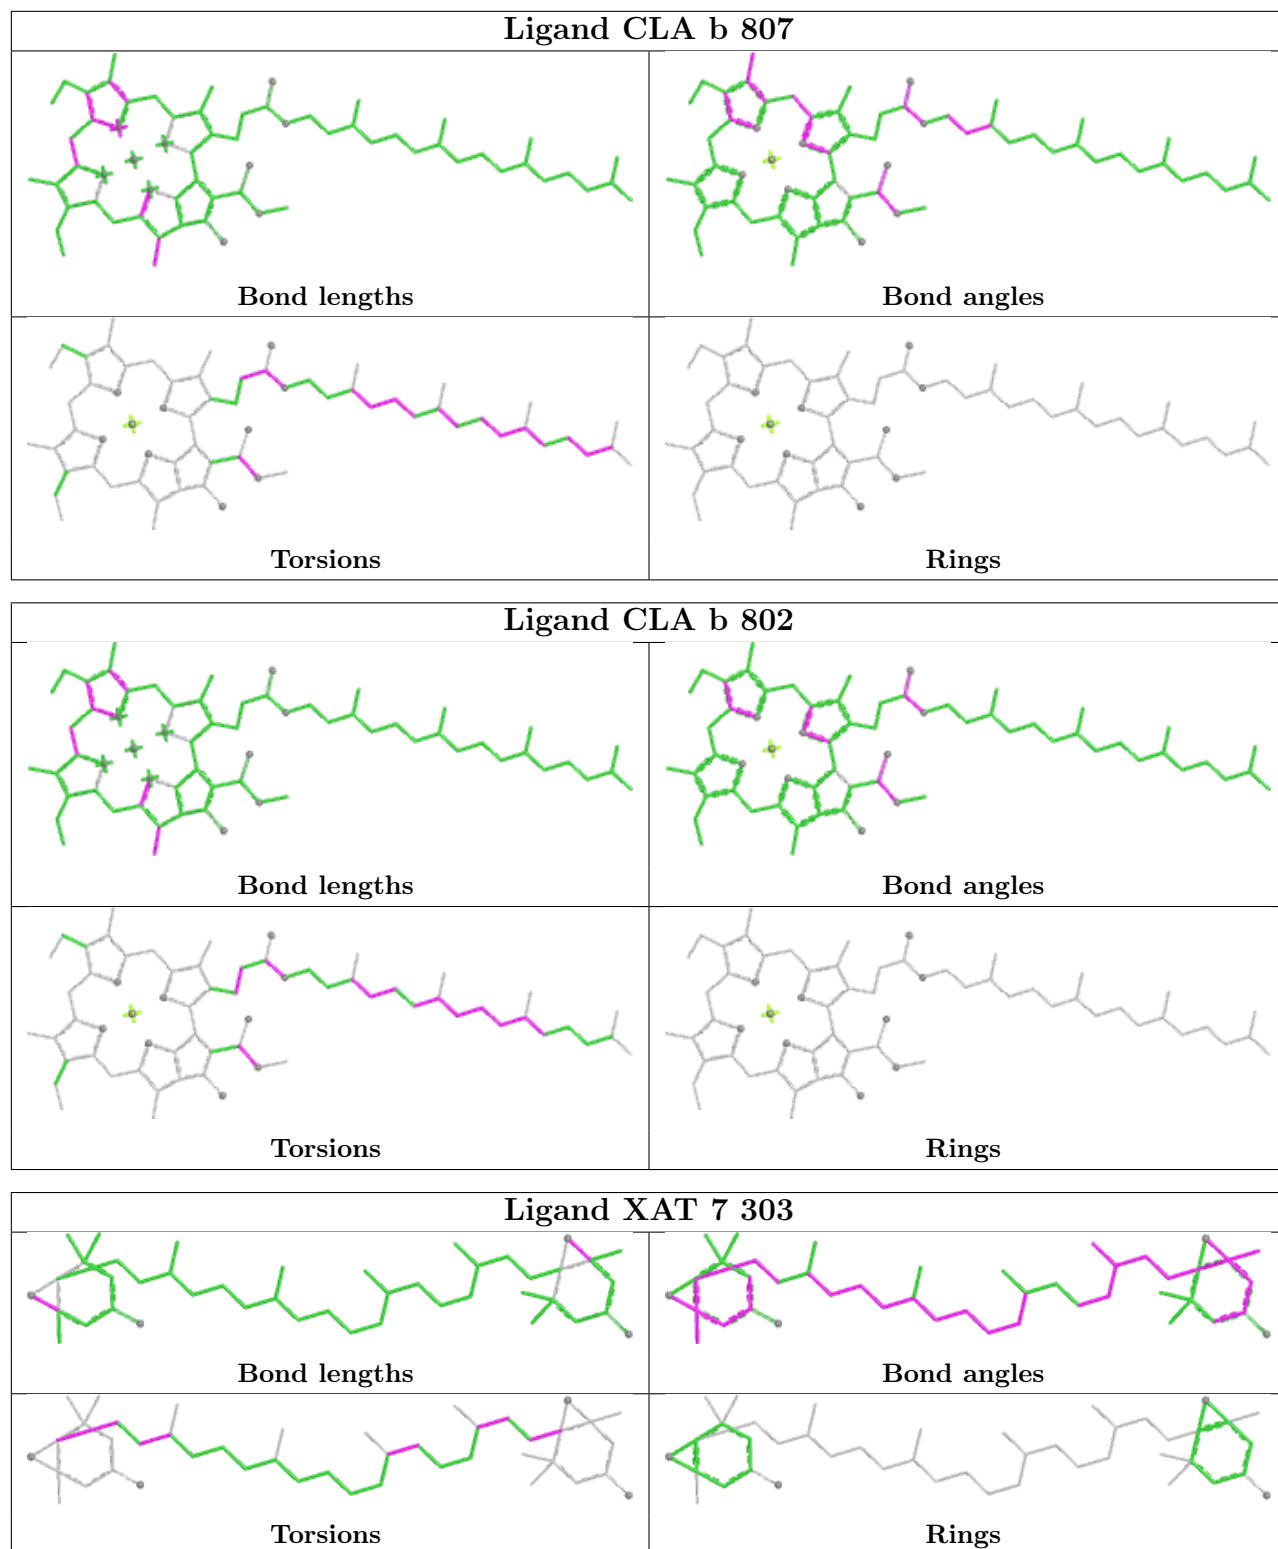 Ligand CLA b 807
Bond lengths
Bond angles
Torsions
Rings
Ligand CLA b 802
Bond lengths
Bond angles
Torsions
Rings
Ligand XAT 7 303
Bond lengths
Bond angles
Torsions
Rings